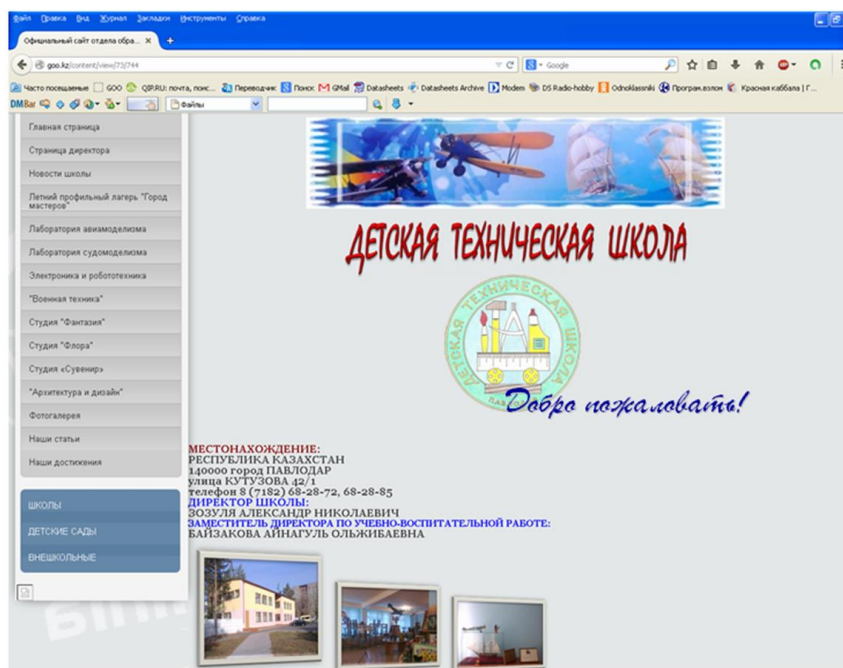 Файл Правка Вид Журнал Закладки Инструменты Справка
Официальный сайт отдела обра...
goo.kz/content/view/73/744
Google
Часто посещаемые GOO QIP.RU: почта, поис... Переводчик Поиск GMail Datasheets Datasheets Archive Modem DS Radio-hobby Odnoklassniki Програм.взлом Красная каббала | Г...
DMBar Файлы
Главная страница
Страница директора
Новости школы
Летний профильный лагерь "Город
мастеров"
Лаборатория авиамоделизма
Лаборатория судомоделизма
Электроника и робототехника
"Военная техника"
Студия "Фантазия"
Студия "Флора"
Студия «Сувенир»
"Архитектура и дизайн"
Фотогалерея
Наши статьи
Наши достижения
ШКОЛЫ
ДЕТСКИЕ САДЫ
ВНЕШКОЛЬНЫЕ
ДЕТСКАЯ ТЕХНИЧЕСКАЯ ШКОЛА
ДЕТСКАЯ ТЕХНИЧЕСКАЯ ШКОЛА
Добро пожаловать!
МЕСТОНАХОЖДЕНИЕ:
РЕСПУБЛИКА КАЗАХСТАН
140000 город ПАВЛОДАР
улица КУТУЗОВА 42/1
телефон 8 (7182) 68-28-72, 68-28-85
ДИРЕКТОР ШКОЛЫ:
ЗОЗУЛЯ АЛЕКСАНДР НИКОЛАЕВИЧ
ЗАМЕСТИТЕЛЬ ДИРЕКТОРА ПО УЧЕБНО-ВОСПИТАТЕЛЬНОЙ РАБОТЕ:
БАЙЗАКОВА АЙНАГУЛЬ ОЛЬЖИБАЕВНА